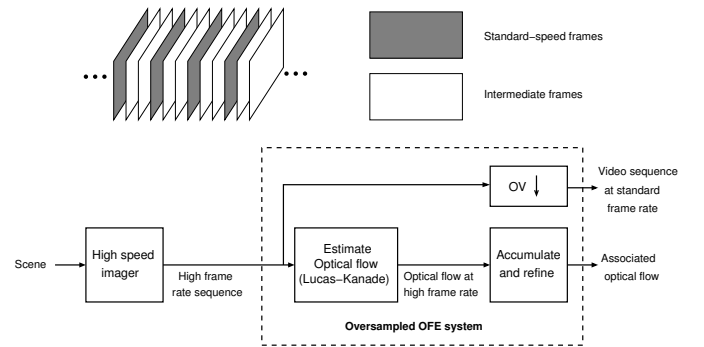 Standard−speed frames
Intermediate frames
OV
Video sequence
at standard
frame rate
Scene
High speed
imager
High frame
rate sequence
Estimate
Optical flow
(Lucas−Kanade)
Optical flow at
high frame rate
Accumulate
and refine
Associated
optical flow
Oversampled OFE system